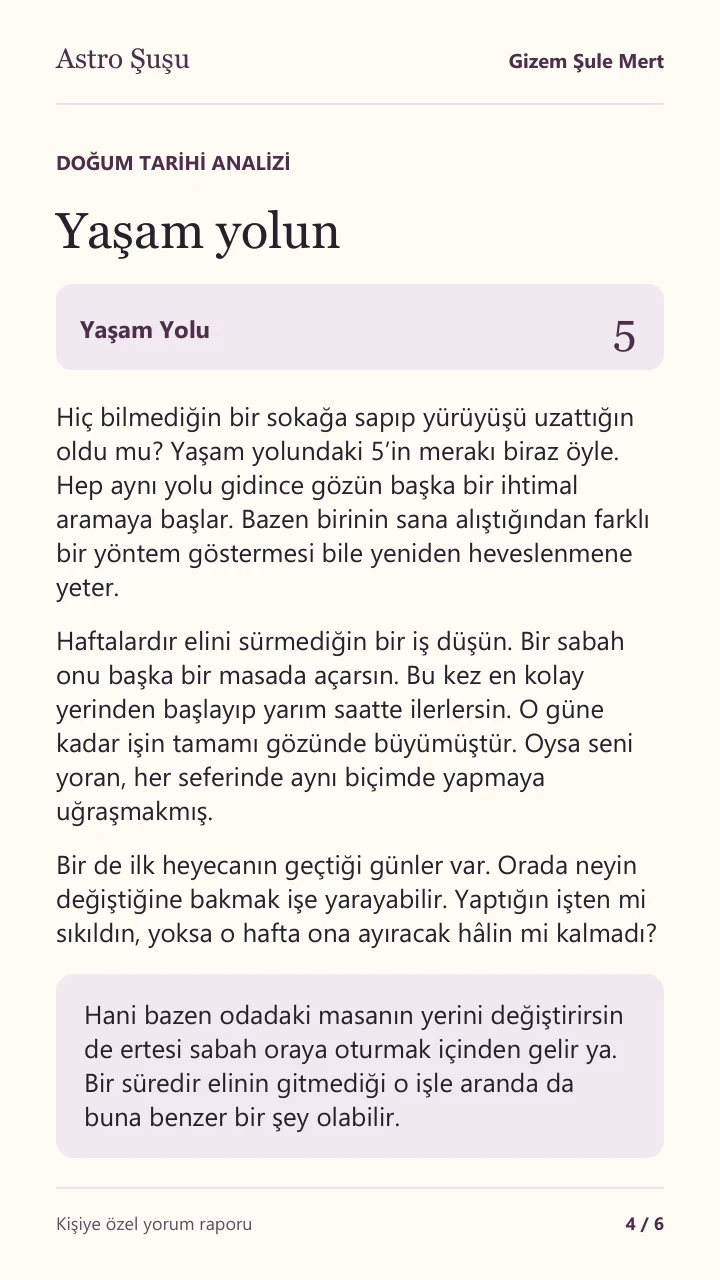 Astro Şuşu
Gizem Şule Mert
DOĞUM TARİHİ ANALİZİ
Yaşam yolun
Yaşam Yolu
5
Hiç bilmediğin bir sokağa sapıp yürüyüşü uzattığın
oldu mu? Yaşam yolundaki 5’in merakı biraz öyle.
Hep aynı yolu gidince gözün başka bir ihtimal
aramaya başlar. Bazen birinin sana alıştığından farklı
bir yöntem göstermesi bile yeniden heveslenmene
yeter.
Haftalardır elini sürmediğin bir iş düşün. Bir sabah
onu başka bir masada açarsın. Bu kez en kolay
yerinden başlayıp yarım saatte ilerlersin. O güne
kadar işin tamamı gözünde büyümüştür. Oysa seni
yoran, her seferinde aynı biçimde yapmaya
uğraşmakmış.
Bir de ilk heyecanın geçtiği günler var. Orada neyin
değiştiğine bakmak işe yarayabilir. Yaptığın işten mi
sıkıldın, yoksa o hafta ona ayıracak hâlin mi kalmadı?
Hani bazen odadaki masanın yerini değiştirirsin
de ertesi sabah oraya oturmak içinden gelir ya.
Bir süredir elinin gitmediği o işle aranda da
buna benzer bir şey olabilir.
Kişiye özel yorum raporu
4 / 6